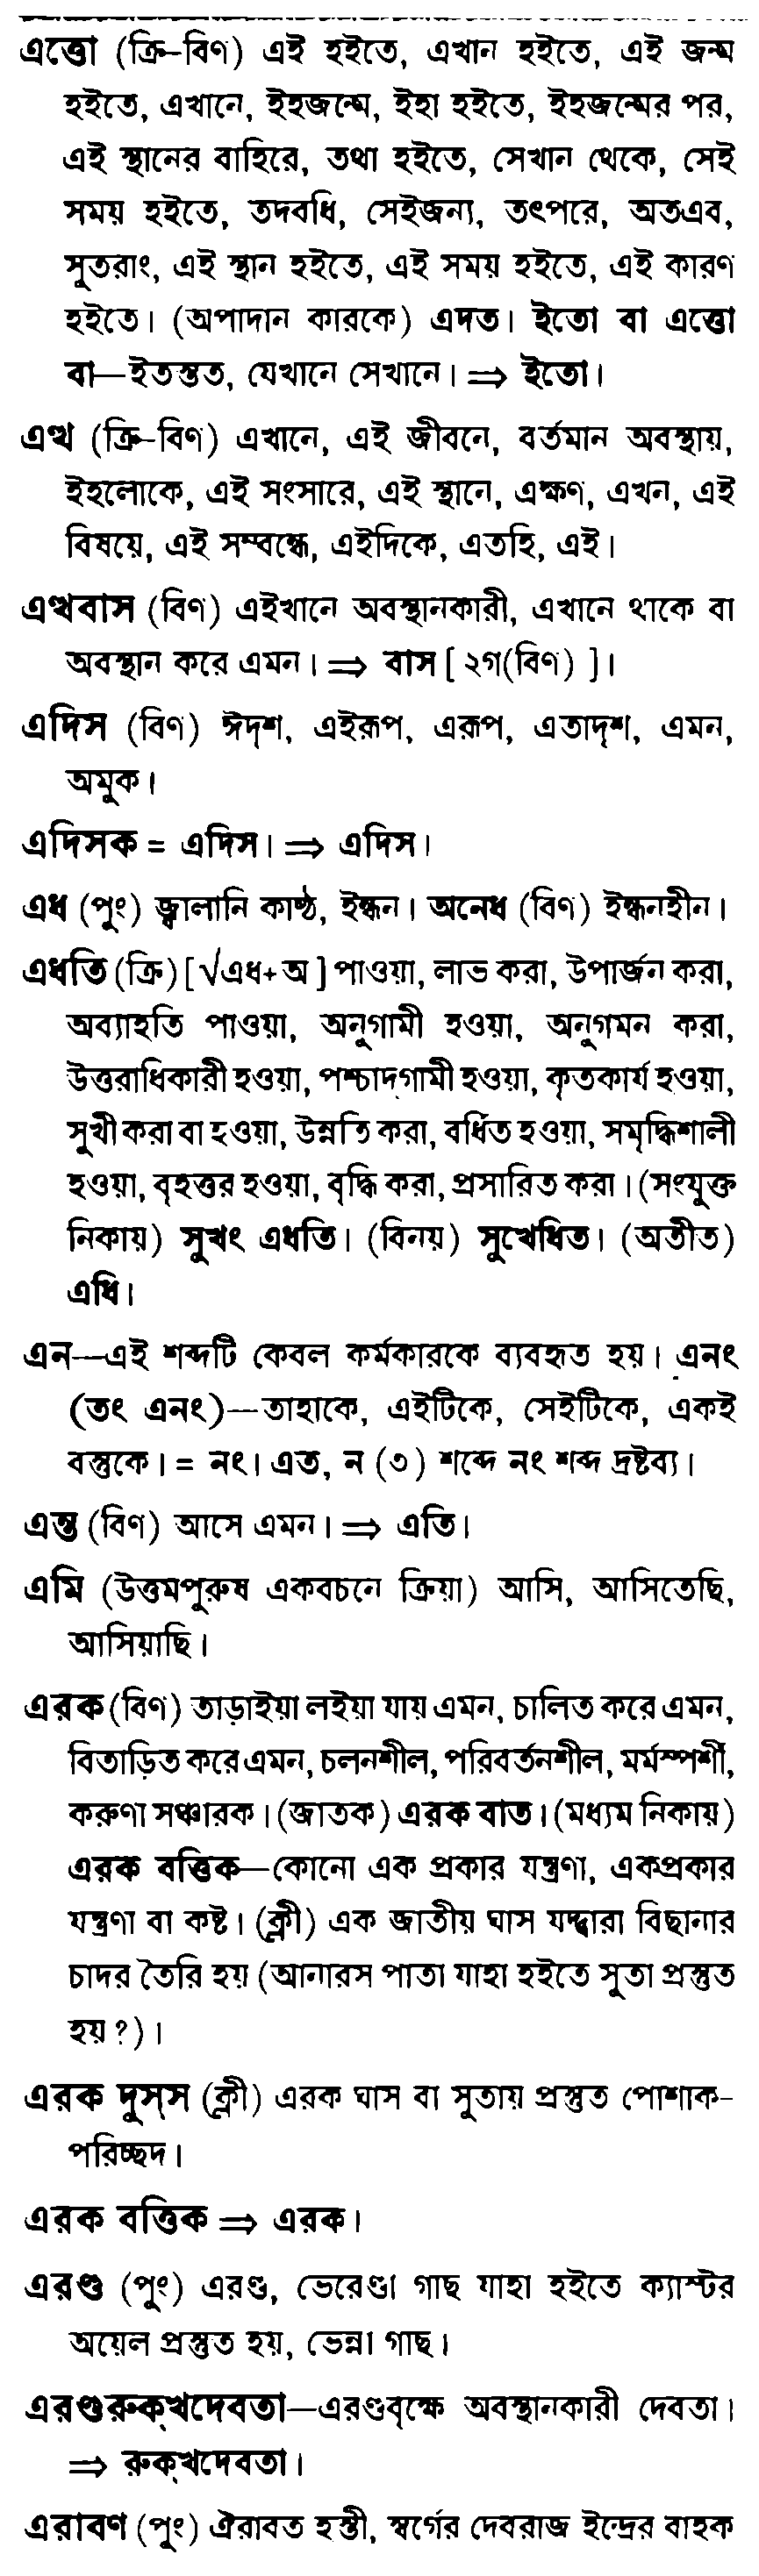 এত্তো (ক্রি-বিণ) এই হইতে, এখান হইতে, এই জন্ম
হইতে, এখানে, ইহজন্মে, ইহা হইতে, ইহজন্মের পর,
এই স্থানের বাহিরে, তথা হইতে, সেখান থেকে, সেই
সময় হইতে, তদবধি, সেইজন্য, তৎপরে, অতএব,
সুতরাং, এই স্থান হইতে, এই সময় হইতে, এই কারণ
হইতে। (অপাদান কারকে) এদত। ইতো বা এত্তো
বা—ইতস্তত, যেখানে সেখানে। ⇒ ইতো।
এত্থ (ক্রি-বিণ) এখানে, এই জীবনে, বর্তমান অবস্থায়,
ইহলোকে, এই সংসারে, এই স্থানে, এক্ষণ, এখন, এই
বিষয়ে, এই সম্বন্ধে, এইদিকে, এতহি, এই।
এত্থবাস (বিণ) এইখানে অবস্থানকারী, এখানে থাকে বা
অবস্থান করে এমন। ⇒ বাস [ ২গ(বিণ) ]।
এদিস (বিণ) ঈদৃশ, এইরূপ, এরূপ, এতাদৃশ, এমন,
অমুক।
এদিসক = এদিস। ⇒ এদিস।
এধ (পুং) জ্বালানি কাষ্ঠ, ইন্ধন। অনেধ (বিণ) ইন্ধনহীন।
এধতি (ক্রি) [ √এধ+অ ] পাওয়া, লাভ করা, উপার্জন করা,
অব্যাহতি পাওয়া, অনুগামী হওয়া, অনুগমন করা,
উত্তরাধিকারী হওয়া, পশ্চাদ্গামী হওয়া, কৃতকার্য হওয়া,
সুখী করা বা হওয়া, উন্নতি করা, বর্ধিত হওয়া, সমৃদ্ধিশালী
হওয়া, বৃহত্তর হওয়া, বৃদ্ধি করা, প্রসারিত করা। (সংযুক্ত
নিকায়) সুখং এধতি। (বিনয়) সুখেধিত। (অতীত)
এধি।
এন—এই শব্দটি কেবল কর্মকারকে ব্যবহৃত হয়। এনং
(তং এনং)—তাহাকে, এইটিকে, সেইটিকে, একই
বস্তুকে। = নং। এত, ন (৩) শব্দে নং শব্দ দ্রষ্টব্য।
এন্ত (বিণ) আসে এমন। ⇒ এতি।
এমি (উত্তমপুরুষ একবচনে ক্রিয়া) আসি, আসিতেছি,
আসিয়াছি।
এরক (বিণ) তাড়াইয়া লইয়া যায় এমন, চালিত করে এমন,
বিতাড়িত করে এমন, চলনশীল, পরিবর্তনশীল, মর্মস্পর্শী,
করুণা সঞ্চারক। (জাতক) এরক বাত। (মধ্যম নিকায়)
এরক বত্তিক—কোনো এক প্রকার যন্ত্রণা, একপ্রকার
যন্ত্রণা বা কষ্ট। (ক্লী) এক জাতীয় ঘাস যদ্দ্বারা বিছানার
চাদর তৈরি হয় (আনারস পাতা যাহা হইতে সুতা প্রস্তুত
হয় ?)।
এরক দুস্স (ক্লী) এরক ঘাস বা সুতায় প্রস্তুত পোশাক-
পরিচ্ছদ।
এরক বত্তিক ⇒ এরক।
এরণ্ড (পুং) এরণ্ড, ভেরেণ্ডা গাছ যাহা হইতে ক্যাস্টর
অয়েল প্রস্তুত হয়, ভেন্না গাছ।
এরণ্ডরুক্খদেবতা—এরণ্ডবৃক্ষে অবস্থানকারী দেবতা।
⇒ রুক্খদেবতা।
এরাবণ (পুং) ঐরাবত হস্তী, স্বর্গের দেবরাজ ইন্দ্রের বাহক